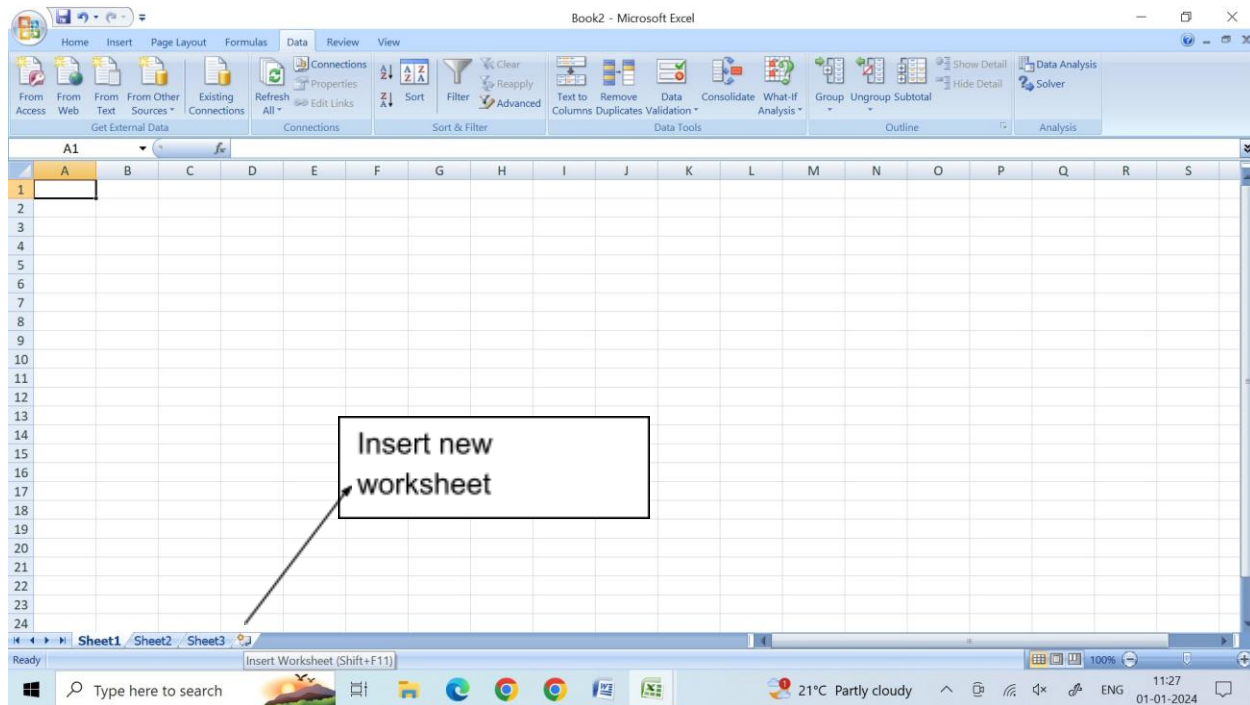 Book2 - Microsoft Excel
Home Insert Page Layout Formulas Data Review View
From Access
From Web
From Text
From Other Sources
Existing Connections
Get External Data
Refresh All
Connections
Properties
Edit Links
Connections
Sort
Filter
Clear
Reapply
Advanced
Sort & Filter
Text to Columns
Remove Duplicates
Data Validation
Consolidate
What-If Analysis
Data Tools
Group
Ungroup
Subtotal
Show Detail
Hide Detail
Outline
Data Analysis
Solver
Analysis
A1 fx
A B C D E F G H I J K L M N O P Q R S
1
2
3
4
5
6
7
8
9
10
11
12
13
14
15
16
17
18
19
20
21
22
23
24
Insert new
worksheet
Sheet1 Sheet2 Sheet3
Ready
Insert Worksheet (Shift+F11)
100%
Type here to search
1
21°C Partly cloudy
ENG
11:27
01-01-2024